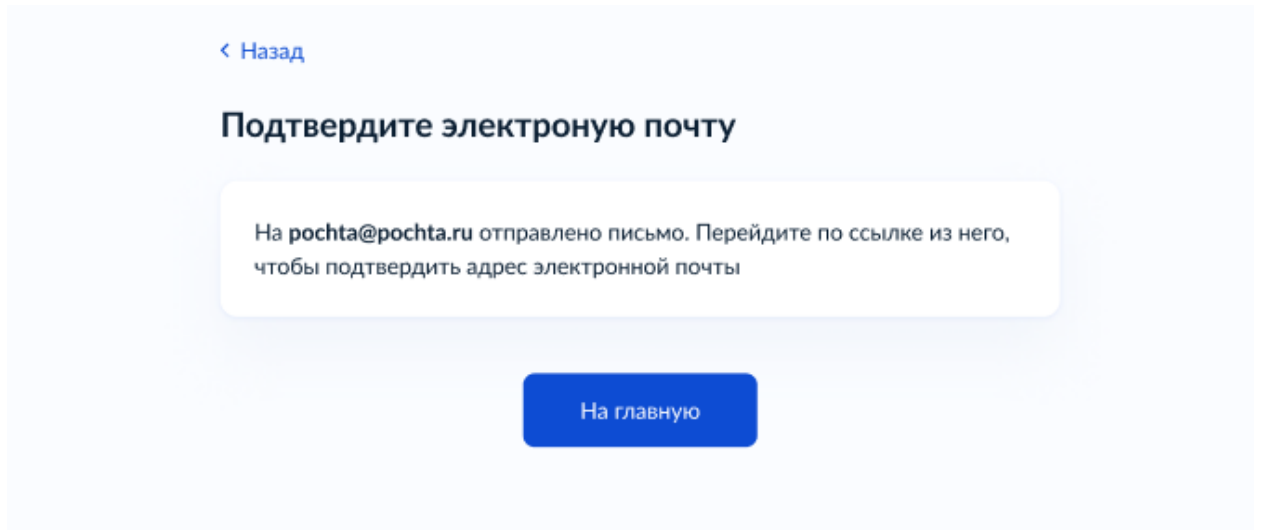 Назад
Подтвердите электроную почту
На pochta@pochta.ru отправлено письмо. Перейдите по ссылке из него,
чтобы подтвердить адрес электронной почты
На главную